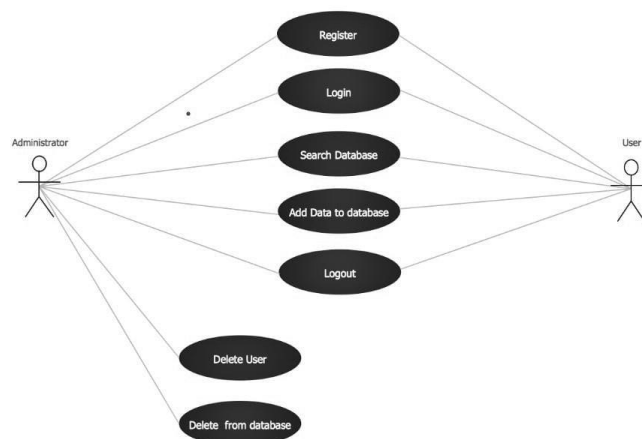 Register
Login
Administrator
User
Search Database
Add Data to database
Logout
Delete User
Delete from database